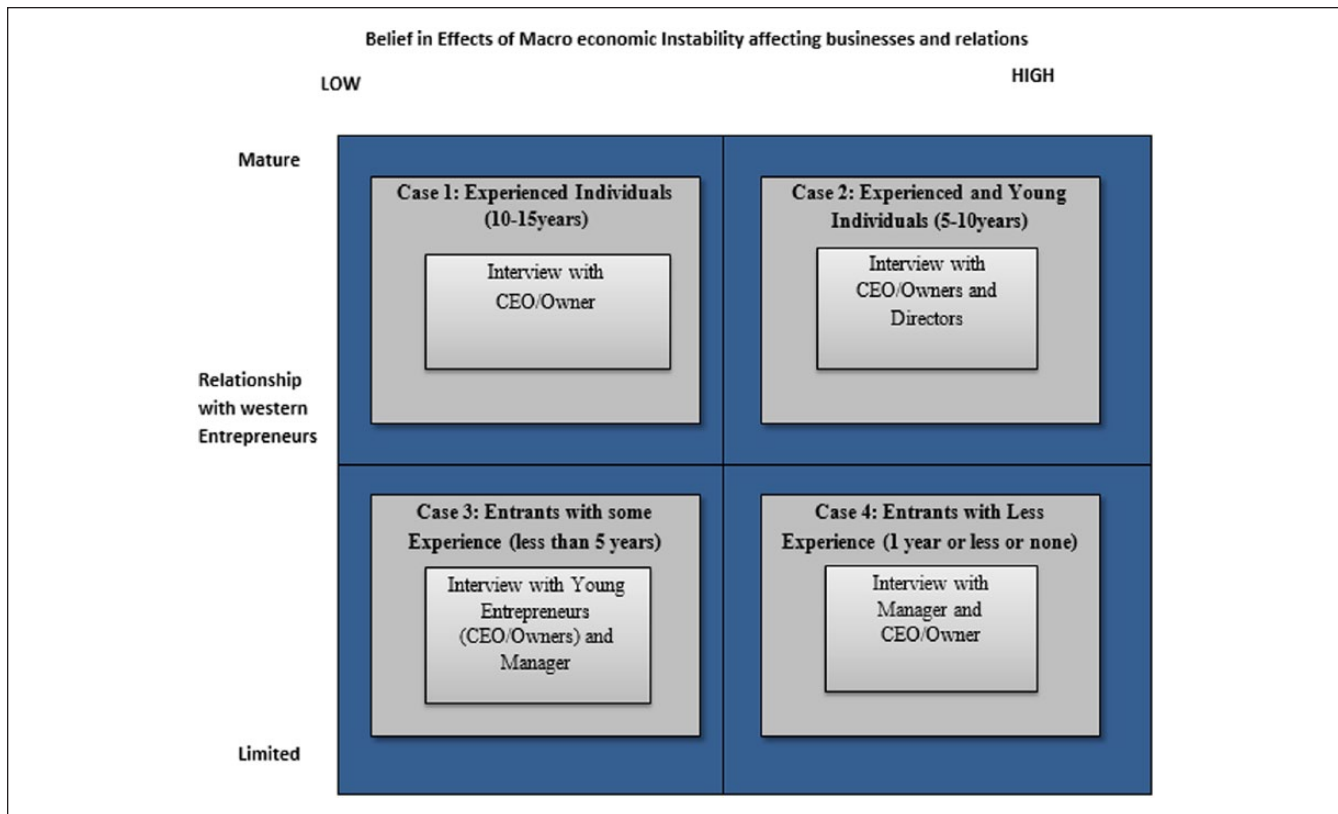 Belief in Effects of Macro economic Instability affecting businesses and relations
LOW
HIGH
Mature
Case 1: Experienced Individuals
(10-15years)
Interview with
CEO/Owner
Case 2: Experienced and Young
Individuals (5-10years)
Interview with
CEO/Owners and
Directors
Relationship
with western
Entrepreneurs
Case 3: Entrants with some
Experience (less than 5 years)
Interview with Young
Entrepreneurs
(CEO/Owners) and
Manager
Case 4: Entrants with Less
Experience (1 year or less or none)
Interview with
Manager and
CEO/Owner
Limited